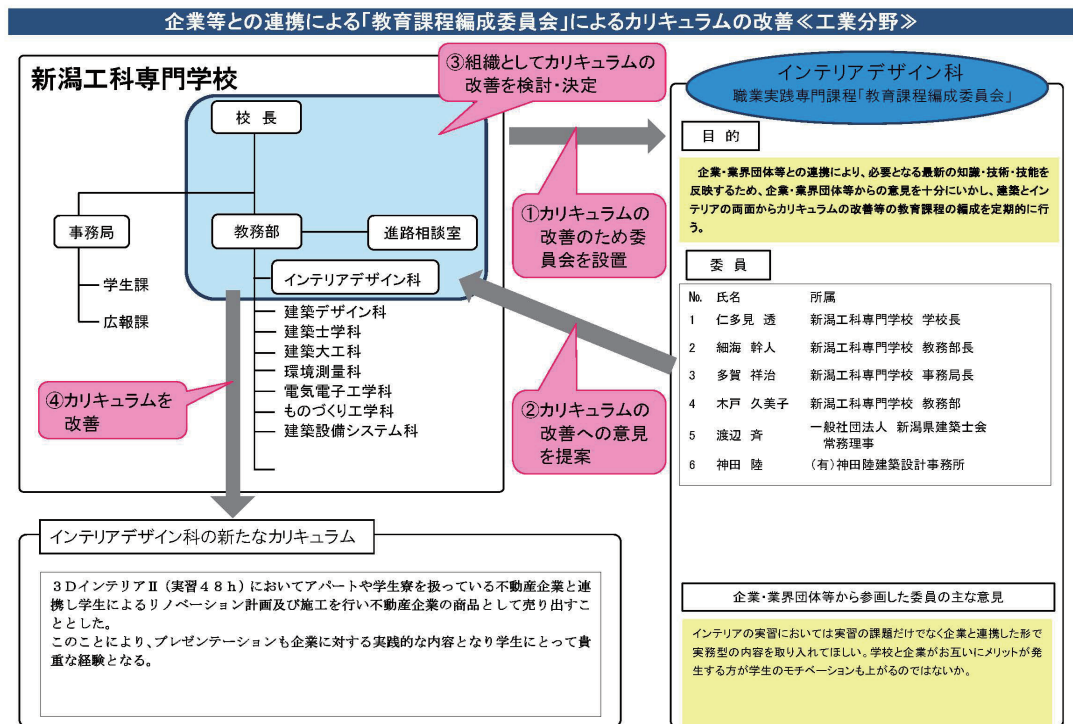 企業等との連携による「教育課程編成委員会」によるカリキュラムの改善≪工業分野≫
新潟工科専門学校
校 長
事務局
学生課
広報課
教務部
進路相談室
インテリアデザイン科
建築デザイン科
建築士学科
建築大工科
環境測量科
電気電子工学科
ものづくり工学科
建築設備システム科
③組織としてカリキュラムの
改善を検討・決定
①カリキュラムの
改善のため委
員会を設置
②カリキュラムの
改善への意見
を提案
④カリキュラムを
改善
インテリアデザイン科
職業実践専門課程「教育課程編成委員会」
目 的
企業・業界団体等との連携により、必要となる最新の知識・技術・技能を
反映するため、企業・業界団体等からの意見を十分にいかし、建築とイン
テリアの両面からカリキュラムの改善等の教育課程の編成を定期的に行
う。
委 員
No. 氏名 所属
1 仁多見 透 新潟工科専門学校 学校長
2 細海 幹人 新潟工科専門学校 教務部長
3 多賀 祥治 新潟工科専門学校 事務局長
4 木戸 久美子 新潟工科専門学校 教務部
5 渡辺 斉 一般社団法人 新潟県建築士会
常務理事
6 神田 陸 (有)神田陸建築設計事務所
企業・業界団体等から参画した委員の主な意見
インテリアの実習においては実習の課題だけでなく企業と連携した形で
実務型の内容を取り入れてほしい。学校と企業がお互いにメリットが発
生する方が学生のモチベーションも上がるのではないか。
インテリアデザイン科の新たなカリキュラム
3DインテリアⅡ（実習48h）においてアパートや学生寮を扱っている不動産企業と連
携し学生によるリノベーション計画及び施工を行い不動産企業の商品として売り出すこ
ととした。
このことにより、プレゼンテーションも企業に対する実践的な内容となり学生にとって貴
重な経験となる。